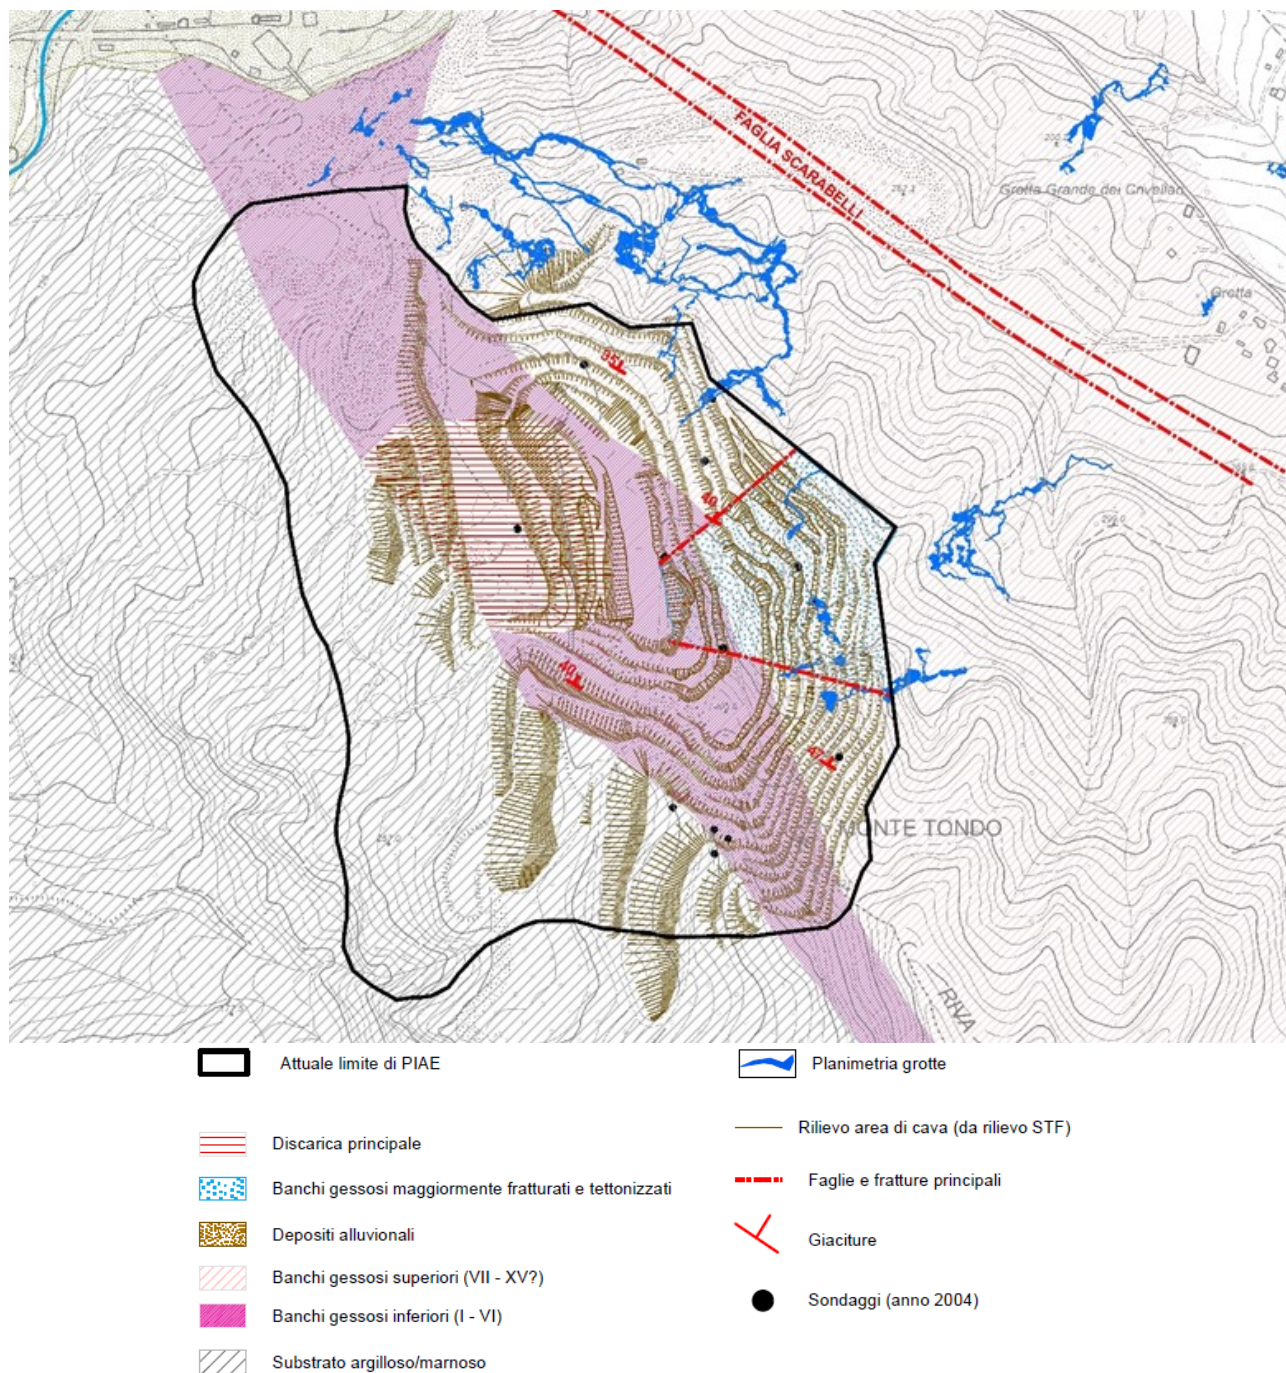 FAGLIA SCARABELLI
Grotta Grande dei Crivellari
Grotta
35
40
40
47
MONTE TONDO
RIVA
Attuale limite di PIAE
Planimetria grotte
Discarica principale
Rilievo area di cava (da rilievo STF)
Banchi gessosi maggiormente fratturati e tettonizzati
Faglie e fratture principali
Depositi alluvionali
Giaciture
Banchi gessosi superiori (VII - XV?)
Banchi gessosi inferiori (I - VI)
Sondaggi (anno 2004)
Substrato argilloso/marnoso